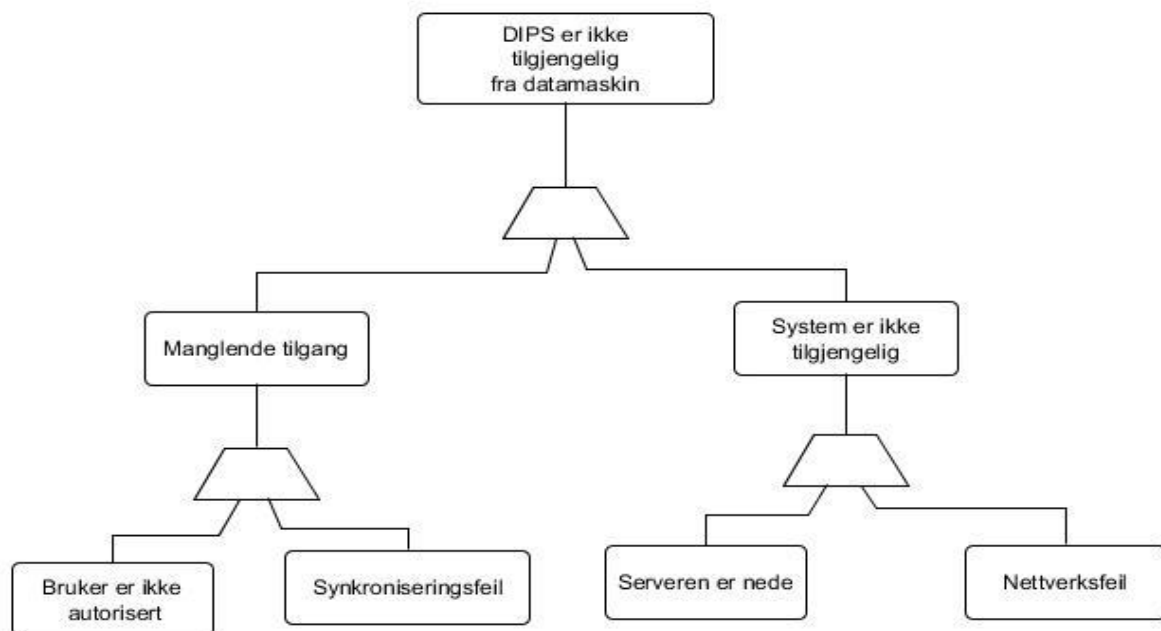 DIPS er ikke
tilgjengelig
fra datamaskin
Manglende tilgang
System er ikke
tilgjengelig
Bruker er ikke
autorisert
Synkroniseringsfeil
Serveren er nede
Nettverksfeil